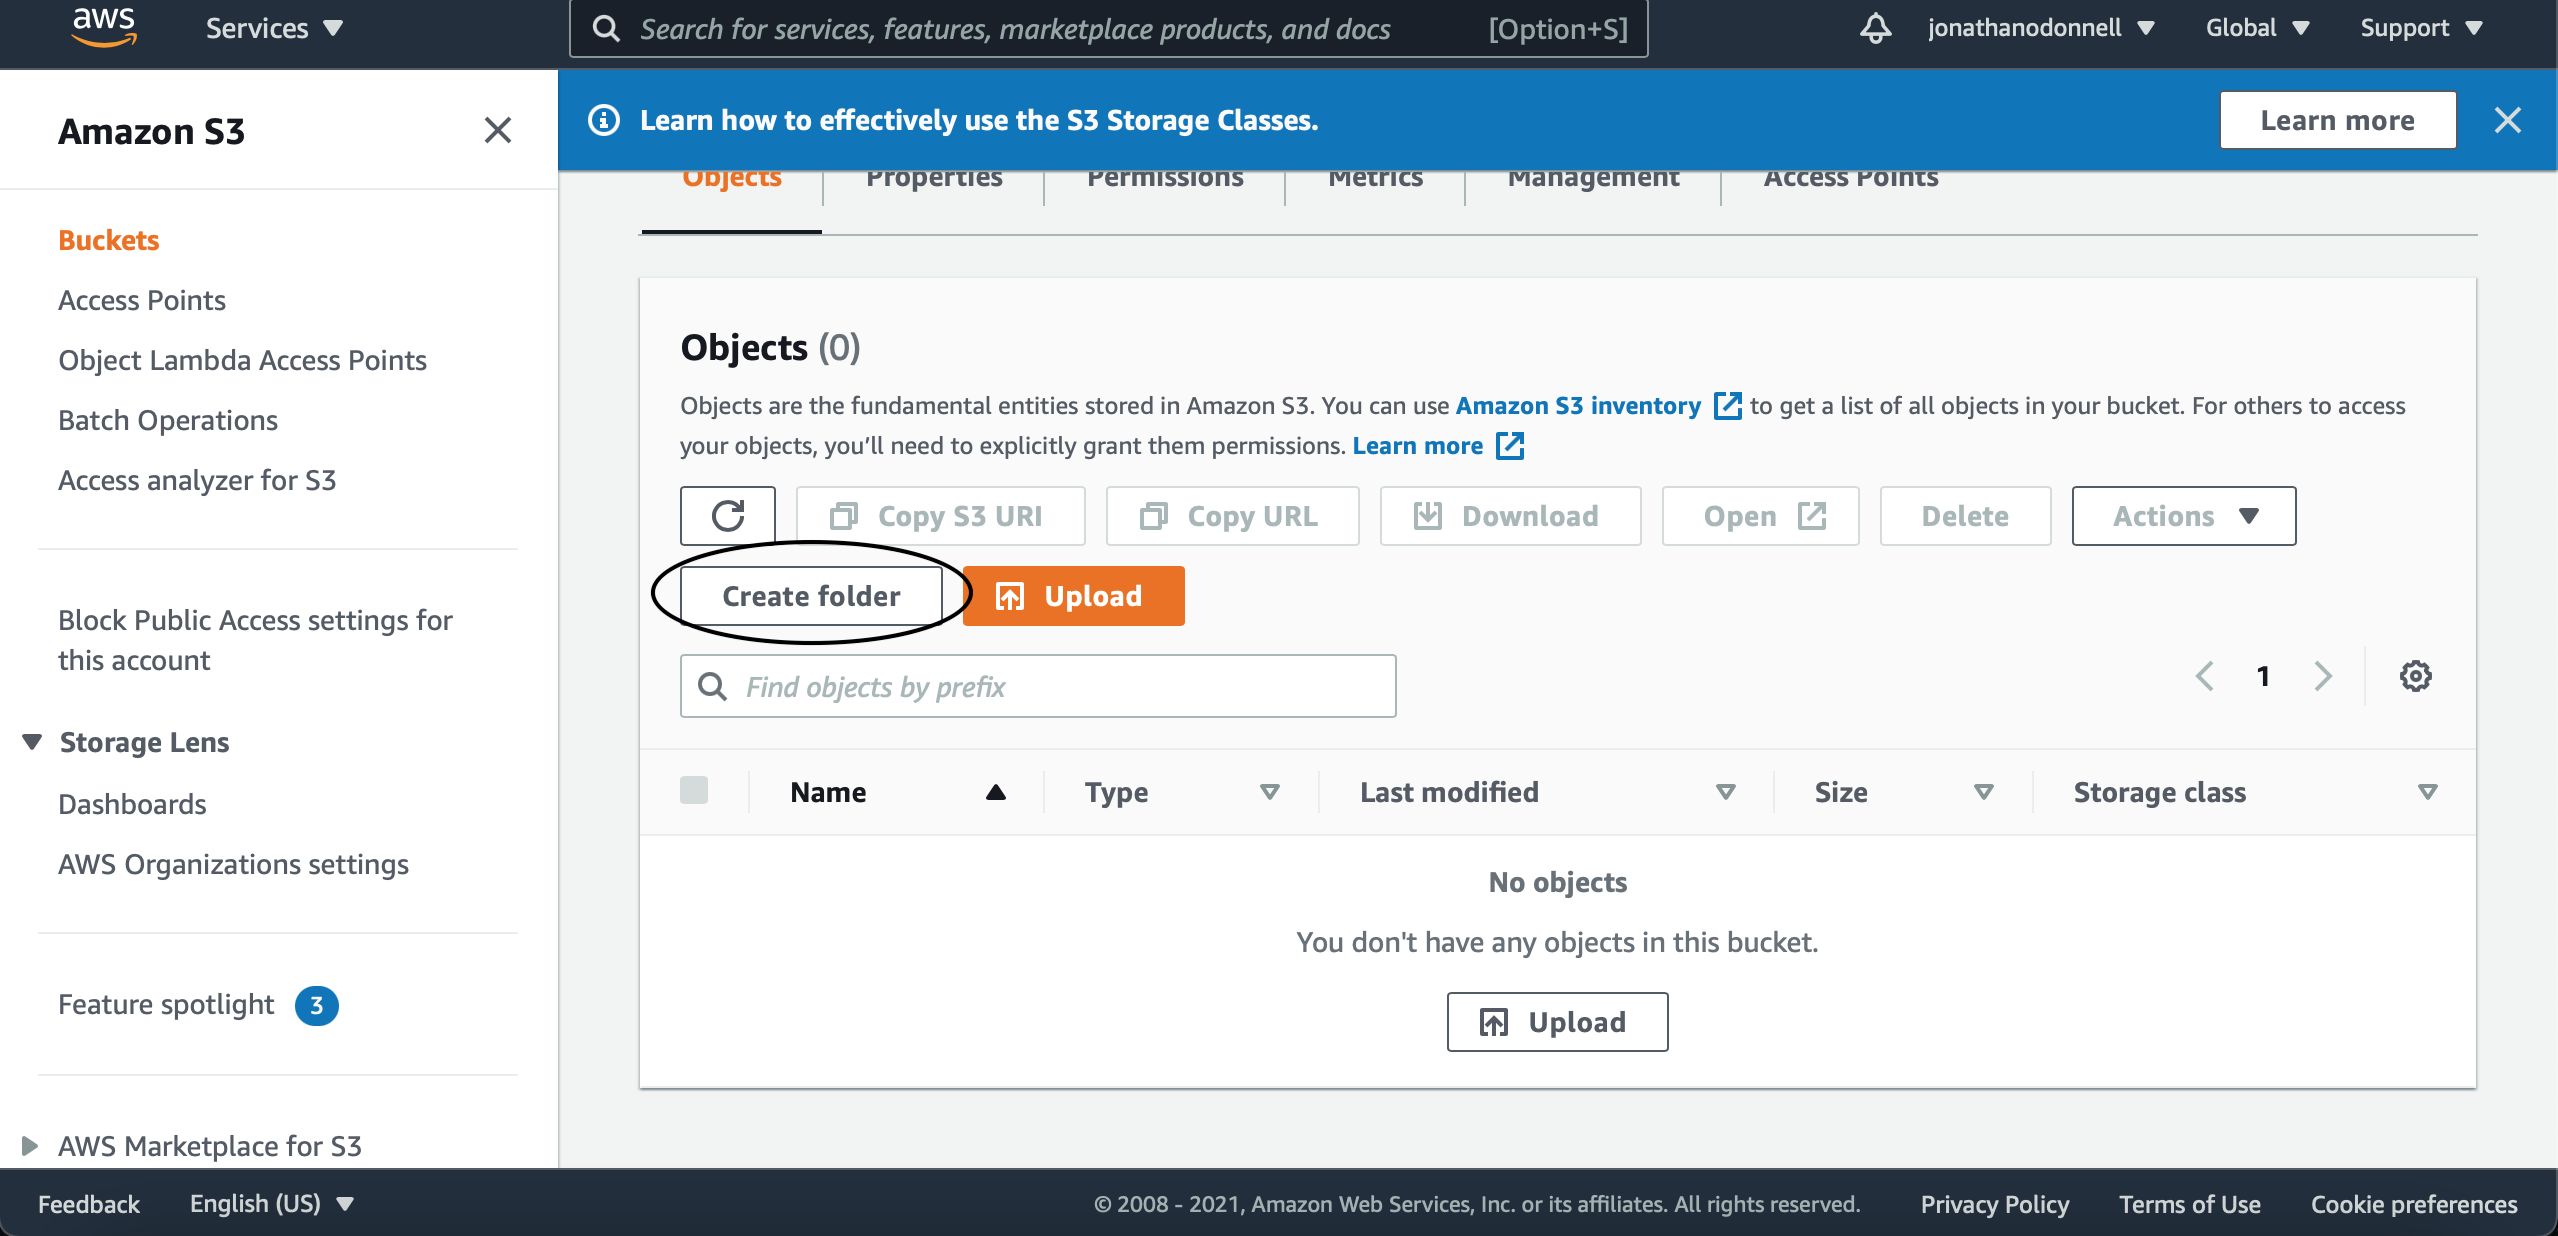 aws
Services
Search for services, features, marketplace products, and docs
[Option+S]
jonathanodonnell
Global
Support
Amazon S3
Learn how to effectively use the S3 Storage Classes.
Learn more
Buckets
Access Points
Object Lambda Access Points
Batch Operations
Access analyzer for S3
Block Public Access settings for
this account
Storage Lens
Dashboards
AWS Organizations settings
Feature spotlight 3
AWS Marketplace for S3
Objects
Properties
Permissions
Metrics
Management
Access Points
Objects (0)
Objects are the fundamental entities stored in Amazon S3. You can use Amazon S3 inventory to get a list of all objects in your bucket. For others to access
your objects, you’ll need to explicitly grant them permissions. Learn more
Copy S3 URI
Copy URL
Download
Open
Delete
Actions
Create folder
Upload
Find objects by prefix
1
Name
Type
Last modified
Size
Storage class
No objects
You don't have any objects in this bucket.
Upload
Feedback
English (US)
© 2008 - 2021, Amazon Web Services, Inc. or its affiliates. All rights reserved.
Privacy Policy
Terms of Use
Cookie preferences